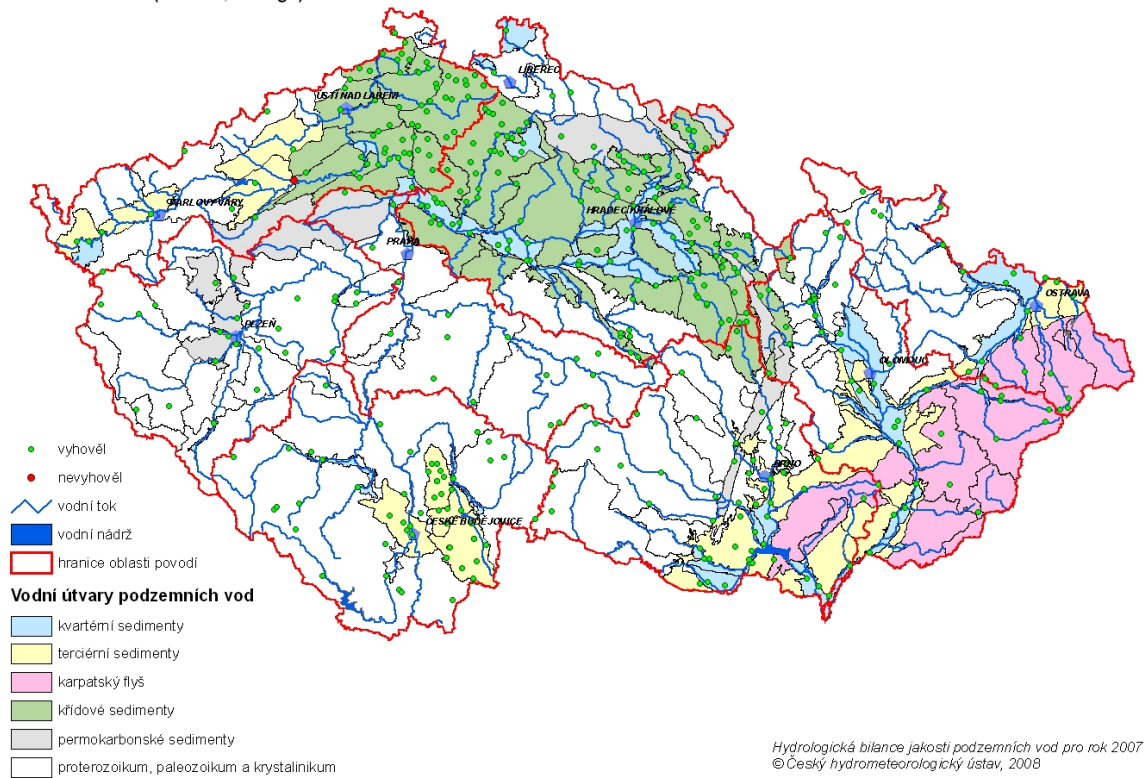 LIBEREC
ÚSTÍ NAD LABEM
KARLOVY VARY
HRADEC KRÁLOVÉ
PRAHA
OSTRAVA
PLZEŇ
OLOMOUC
BRNO
ČESKÉ BUDĚJOVICE
vyhověl
nevyhověl
vodní tok
vodní nádrž
hranice oblasti povodí
Vodní útvary podzemních vod
kvartérní sedimenty
terciérní sedimenty
karpatský flyš
křídové sedimenty
permokarbonské sedimenty
proterozoikum, paleozoikum a krystalinikum
Hydrologická bilance jakosti podzemních vod pro rok 2007
© Český hydrometeorologický ústav, 2008